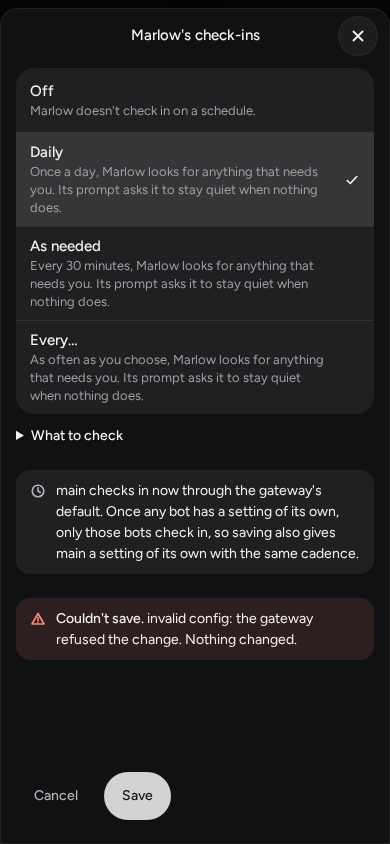 Marlow's check-ins
Off
Marlow doesn't check in on a schedule.
Daily
Once a day, Marlow looks for anything that needs
you. Its prompt asks it to stay quiet when nothing
does.
As needed
Every 30 minutes, Marlow looks for anything that
needs you. Its prompt asks it to stay quiet when
nothing does.
Every...
As often as you choose, Marlow looks for anything
that needs you. Its prompt asks it to stay quiet
when nothing does.
What to check
main checks in now through the gateway's
default. Once any bot has a setting of its own,
only those bots check in, so saving also gives
main a setting of its own with the same cadence.
Couldn't save. invalid config: the gateway
refused the change. Nothing changed.
Cancel
Save